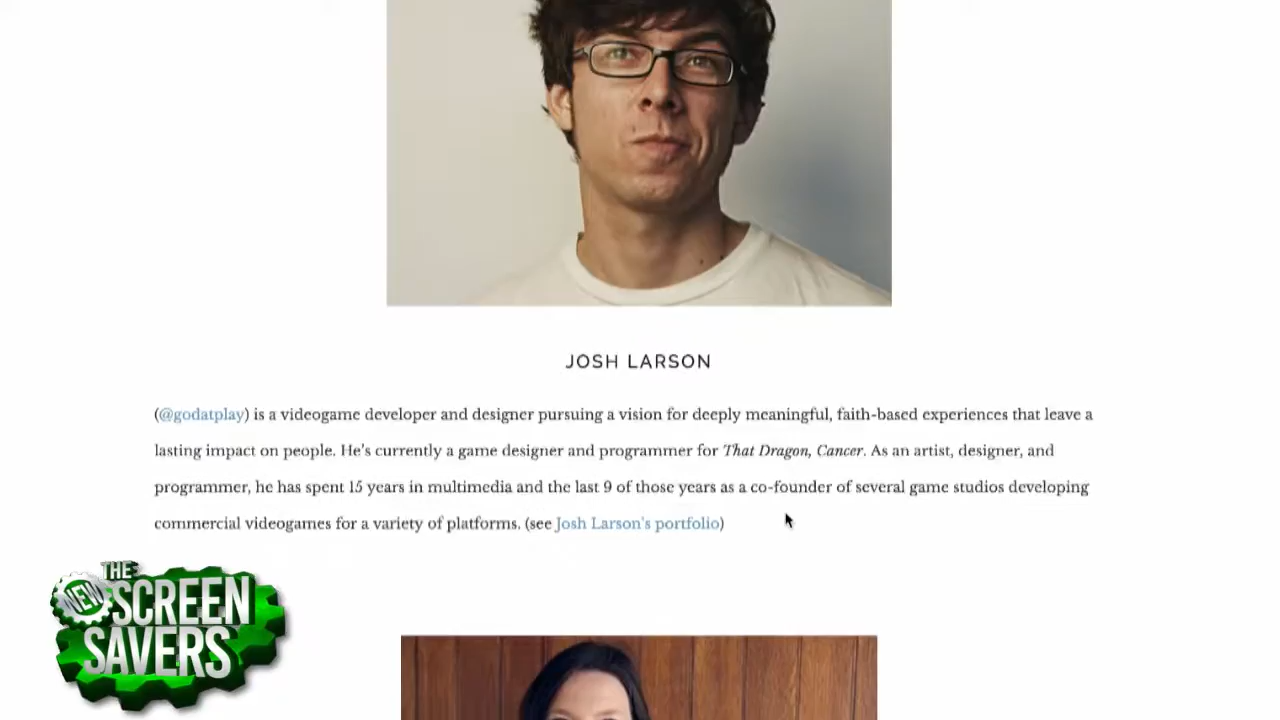 JOSH LARSON
(@godatplay) is a videogame developer and designer pursuing a vision for deeply meaningful, faith-based experiences that leave a
lasting impact on people. He's currently a game designer and programmer for That Dragon, Cancer. As an artist, designer, and
programmer, he has spent 15 years in multimedia and the last 9 of those years as a co-founder of several game studios developing
commercial videogames for a variety of platforms. (see Josh Larson's portfolio)
THE
NEW
SCREEN
SAVERS